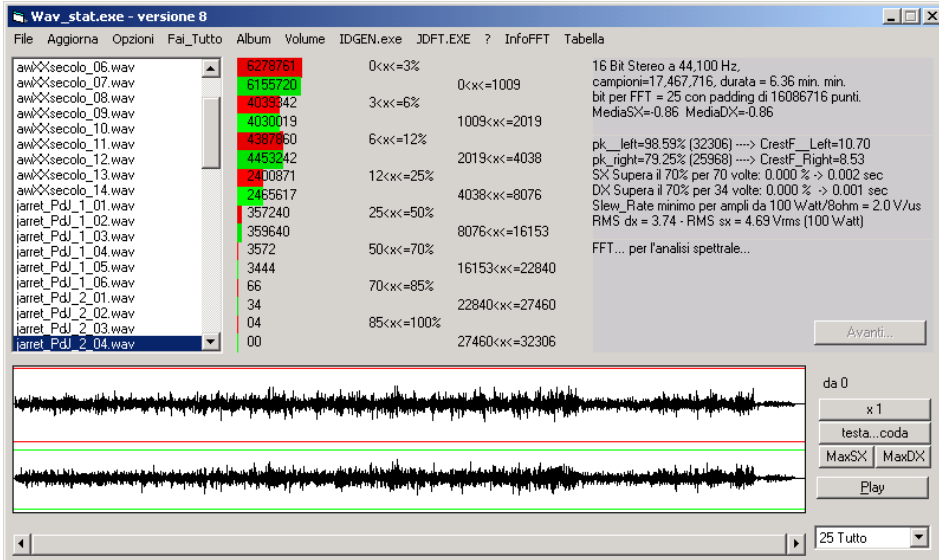 Wav_stat.exe - versione 8
File Aggiorna Opzioni Fai_Tutto Album Volume IDGEN.exe JDFT.EXE ? InfoFFT Tabella
awXXsecolo_06.wav
awXXsecolo_07.wav
awXXsecolo_08.wav
awXXsecolo_09.wav
awXXsecolo_10.wav
awXXsecolo_11.wav
awXXsecolo_12.wav
awXXsecolo_13.wav
awXXsecolo_14.wav
jarret_PdJ_1_01.wav
jarret_PdJ_1_02.wav
jarret_PdJ_1_03.wav
jarret_PdJ_1_04.wav
jarret_PdJ_1_05.wav
jarret_PdJ_1_06.wav
jarret_PdJ_2_01.wav
jarret_PdJ_2_02.wav
jarret_PdJ_2_03.wav
jarret_PdJ_2_04.wav
6278761 0<x<=3%
6155720 0<x<=1009
4039342 3<x<=6%
4030019 1009<x<=2019
4387860 6<x<=12%
4453242 2019<x<=4038
2400871 12<x<=25%
2465617 4038<x<=8076
357240 25<x<=50%
359640 8076<x<=16153
3572 50<x<=70%
3444 16153<x<=22840
66 70<x<=85%
34 22840<x<=27460
04 85<x<=100%
00 27460<x<=32306
16 Bit Stereo a 44,100 Hz,
campioni=17,467,716, durata = 6.36 min. min.
bit per FFT = 25 con padding di 16086716 punti.
MediaSX=-0.86 MediaDX=-0.86
pk__left=98.59% (32306) ----> CrestF__Left=10.70
pk_right=79.25% (25968) ----> CrestF_Right=8.53
SX Supera il 70% per 70 volte: 0.000 % -> 0.002 sec
DX Supera il 70% per 34 volte: 0.000 % -> 0.001 sec
Slew_Rate minimo per ampli da 100 Watt/8ohm = 2.0 V/us
RMS dx = 3.74 - RMS sx = 4.69 Vrms (100 Watt)
FFT... per l'analisi spettrale...
Avanti...
da 0
x 1
testa...coda
MaxSX MaxDX
Play
25 Tutto